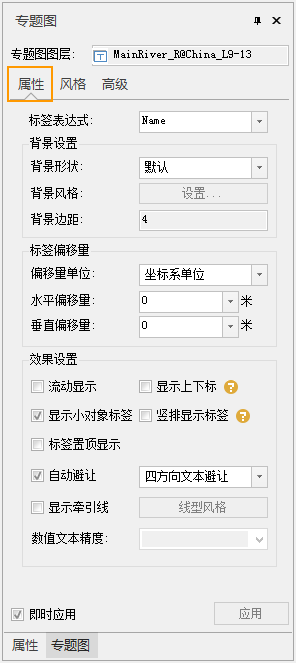 专题图
专题图图层: MainRiver_R@China_L9-13
属性 风格 高级
标签表达式: Name
背景设置
背景形状: 默认
背景风格: 设置...
背景边距: 4
标签偏移量
偏移量单位: 坐标系单位
水平偏移量: 0 米
垂直偏移量: 0 米
效果设置
流动显示 显示上下标 ?
显示小对象标签 竖排显示标签 ?
标签置顶显示
自动避让 四方向文本避让
显示牵引线 线型风格
数值文本精度:
即时应用 应用
属性 专题图